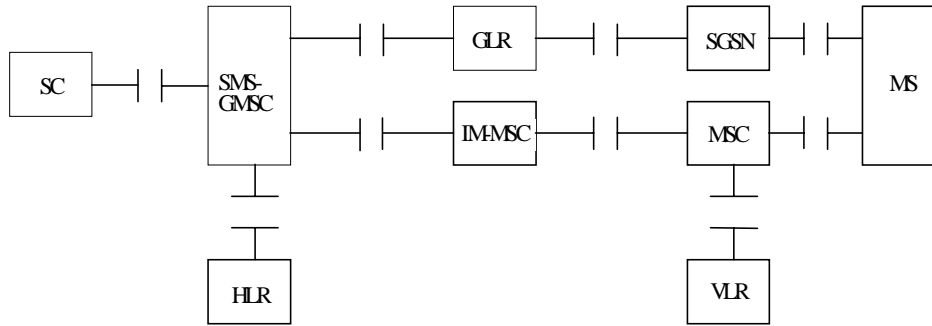 GLR
SGSN
SC
SMS-
GMSC
MS
IM-MSC
MSC
HLR
VLR